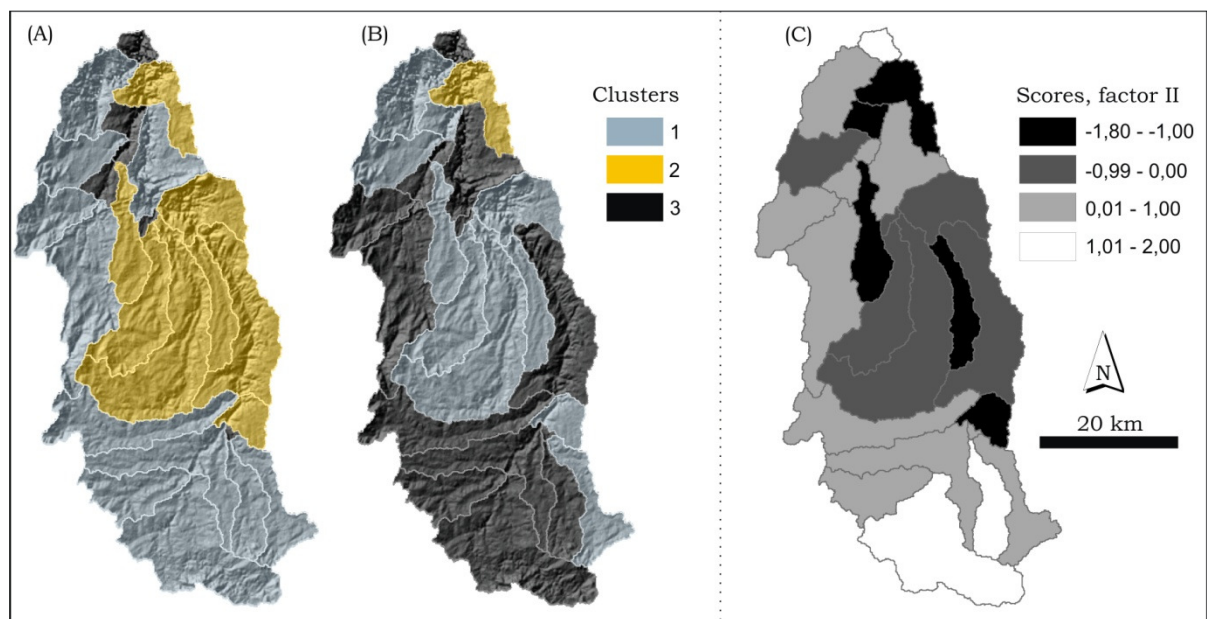 (A)
(B)
Clusters
1
2
3
(C)
Scores, factor II
-1,80 - -1,00
-0,99 - 0,00
0,01 - 1,00
1,01 - 2,00
N
20 km